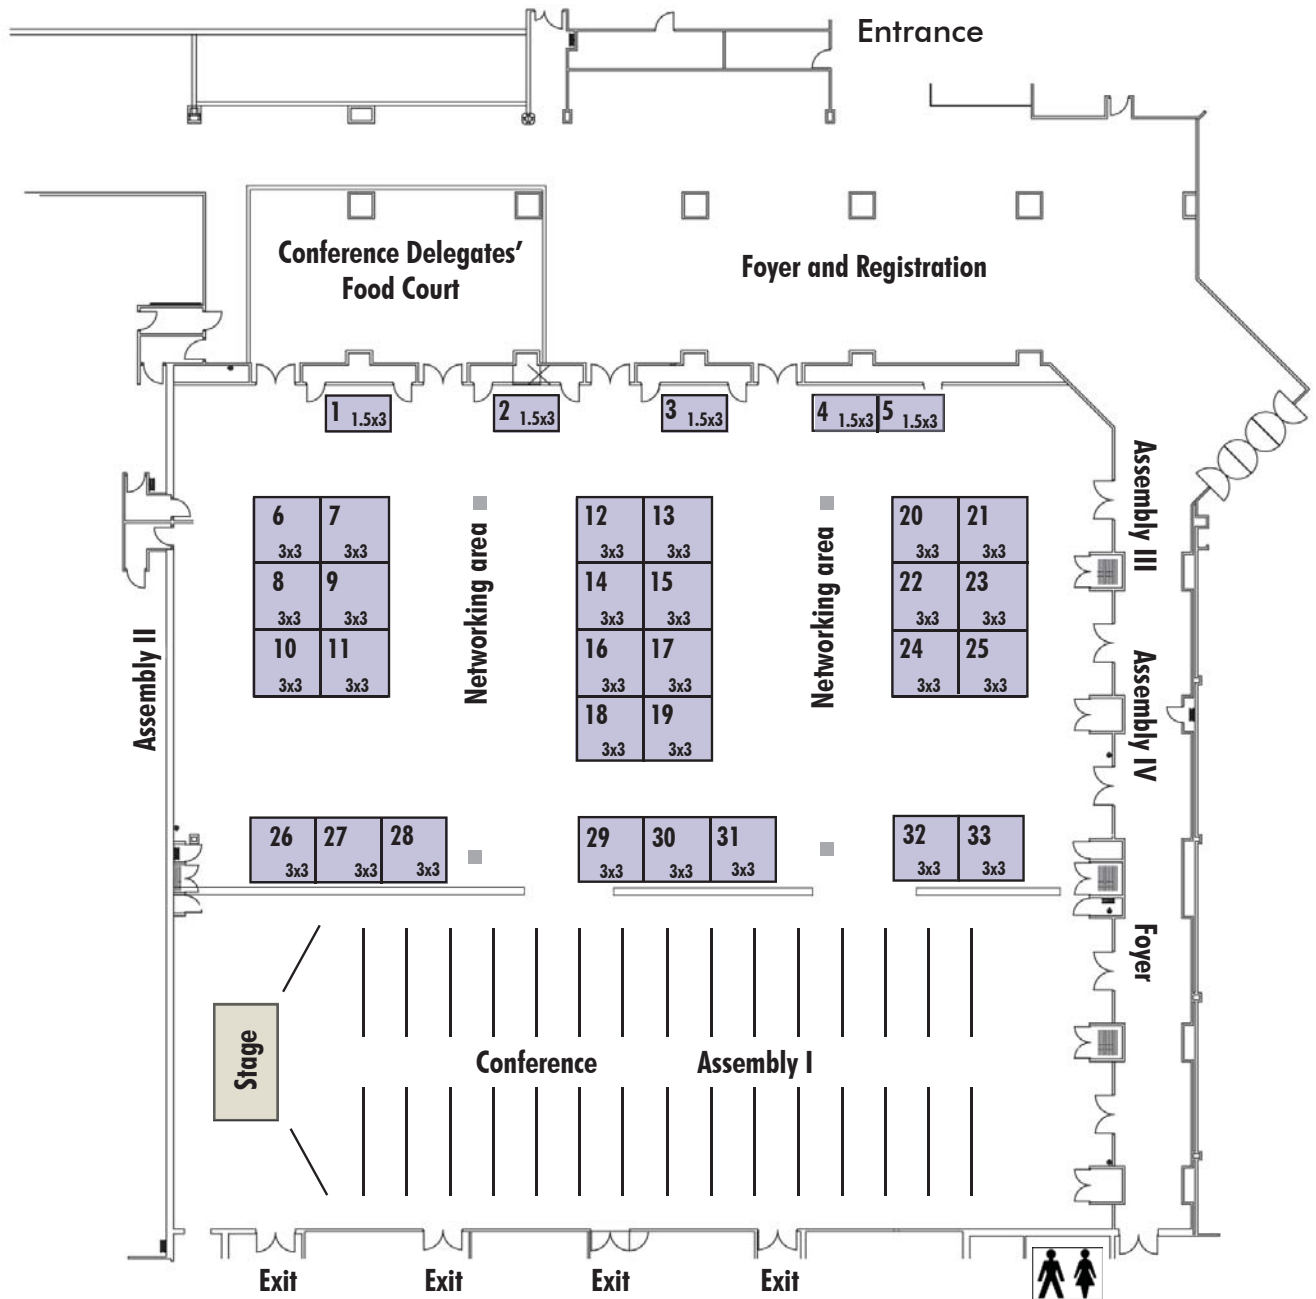 Entrance
Conference Delegates’
Food Court
Foyer and Registration
1 1.5x3
2 1.5x3
3 1.5x3
4 1.5x3
5 1.5x3
6 3x3
7 3x3
8 3x3
9 3x3
10 3x3
11 3x3
Networking area
12 3x3
13 3x3
14 3x3
15 3x3
16 3x3
17 3x3
18 3x3
19 3x3
Networking area
20 3x3
21 3x3
22 3x3
23 3x3
24 3x3
25 3x3
Assembly II
Assembly III
Assembly IV
Foyer
26 3x3
27 3x3
28 3x3
29 3x3
30 3x3
31 3x3
32 3x3
33 3x3
Stage
Conference
Assembly I
Exit
Exit
Exit
Exit